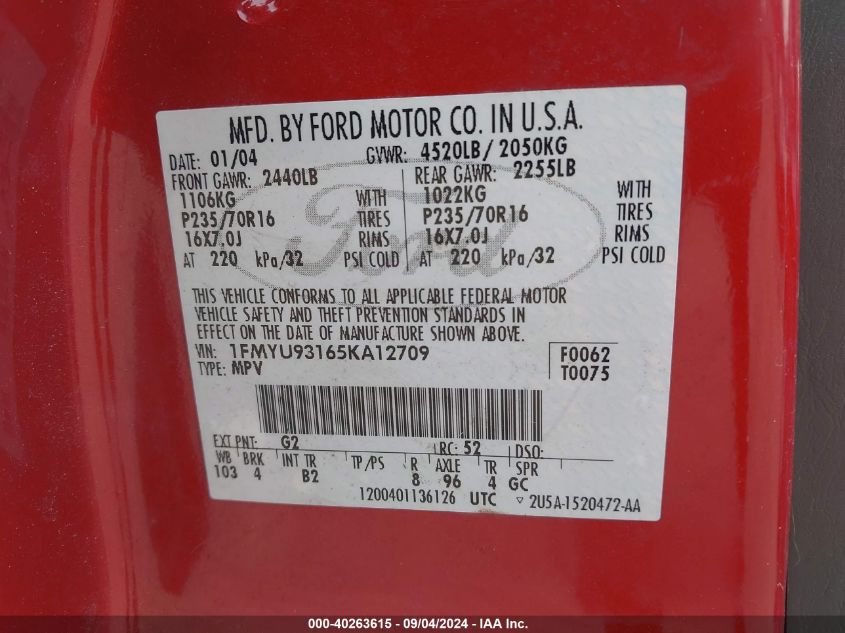 MFD. BY FORD MOTOR CO. IN U.S.A.
DATE: 01/04 GVWR: 4520LB/ 2050KG
FRONT GAWR: 2440LB REAR GAWR: 2255LB
1106KG WITH 1022KG WITH
P235/70R16 TIRES P235/70R16 TIRES
16X7.0J RIMS 16X7.0J RIMS
AT 220 kPa/32 PSI COLD AT 220 kPa/32 PSI COLD
Ford
THIS VEHICLE CONFORMS TO ALL APPLICABLE FEDERAL MOTOR
VEHICLE SAFETY AND THEFT PREVENTION STANDARDS IN
EFFECT ON THE DATE OF MANUFACTURE SHOWN ABOVE.
VIN: 1FMYU93165KA12709 F0062
TYPE: MPV T0075
EXT PNT: G2 RC: 52 DSO:
WB BRK INT TR TP/PS R AXLE TR SPR
103 4 B2 8 96 4 GC
1200401136126 UTC ▽ 2U5A-1520472-AA
000-40263615 - 09/04/2024 - IAA Inc.